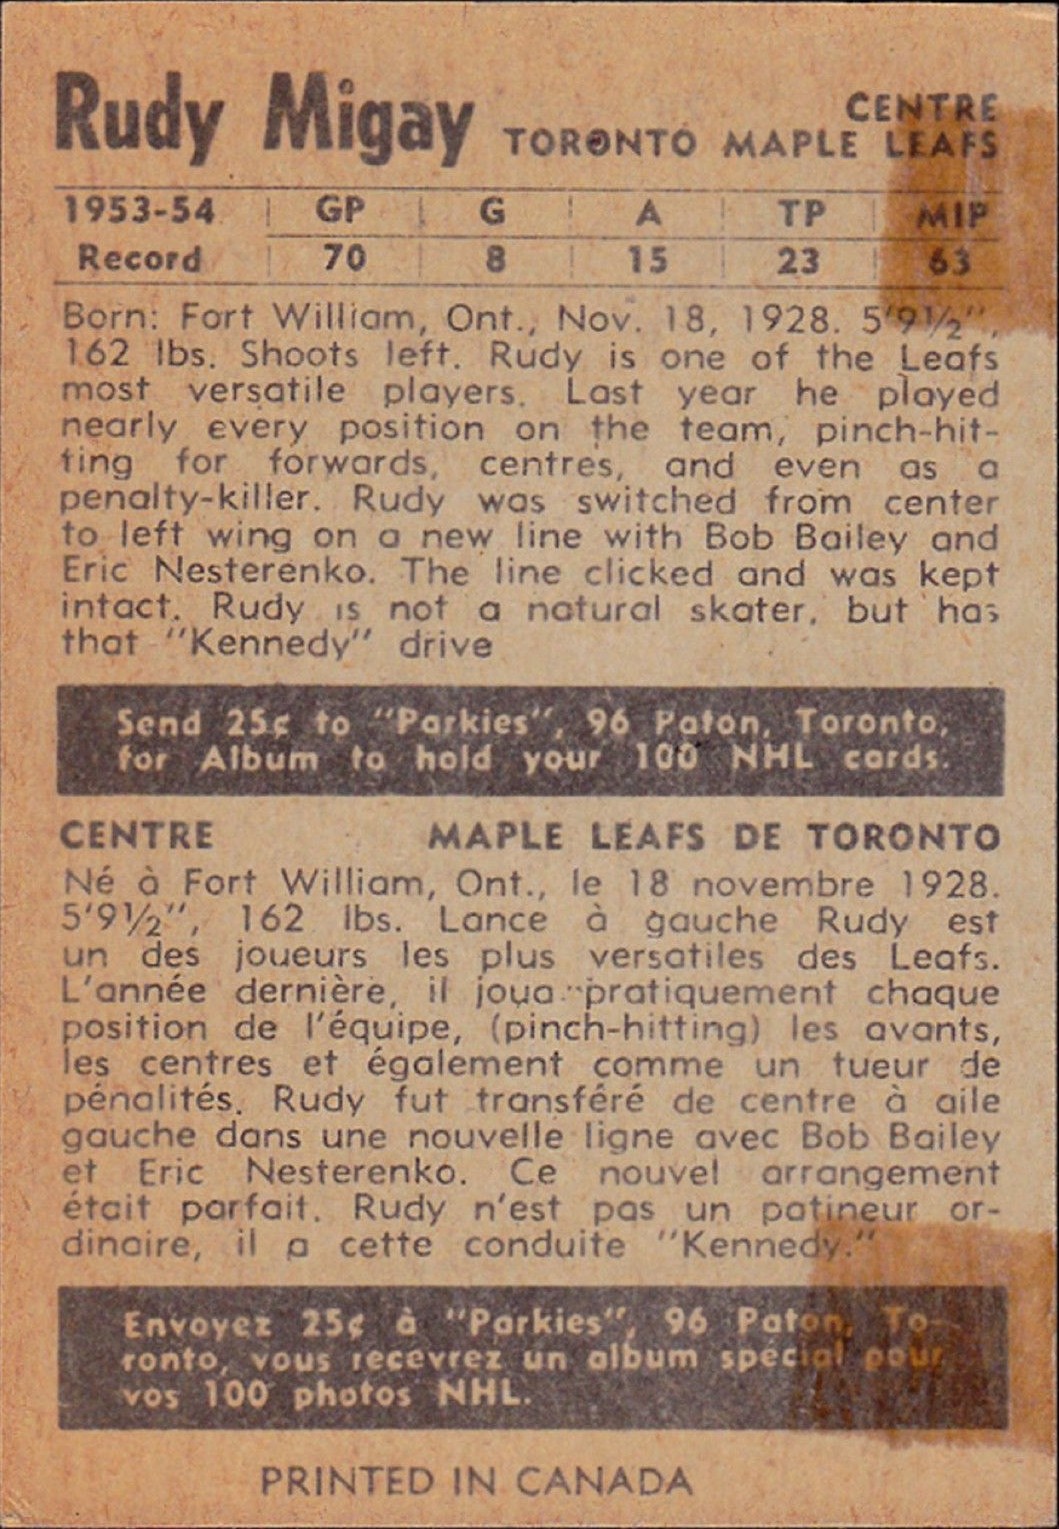 Rudy Migay
CENTRE
TORONTO MAPLE LEAFS
1953-54 GP G A TP MIP
Record 70 8 15 23 63
Born: Fort William, Ont., Nov. 18, 1928. 5'9½",
162 lbs. Shoots left. Rudy is one of the Leafs
most versatile players. Last year he played
nearly every position on the team, pinch-hit-
ting for forwards, centres, and even as a
penalty-killer. Rudy was switched from center
to left wing on a new line with Bob Bailey and
Eric Nesterenko. The line clicked and was kept
intact. Rudy is not a natural skater, but has
that "Kennedy" drive
Send 25¢ to "Parkies", 96 Paton, Toronto,
for Album to hold your 100 NHL cards.
CENTRE MAPLE LEAFS DE TORONTO
Né à Fort William, Ont., le 18 novembre 1928.
5'9½", 162 lbs. Lance à gauche Rudy est
un des joueurs les plus versatiles des Leafs.
L'année dernière, il joua pratiquement chaque
position de l'équipe, (pinch-hitting) les avants,
les centres et également comme un tueur de
pénalités. Rudy fut transféré de centre à aile
gauche dans une nouvelle ligne avec Bob Bailey
et Eric Nesterenko. Ce nouvel arrangement
était parfait. Rudy n'est pas un patineur or-
dinaire, il a cette conduite "Kennedy."
Envoyez 25¢ à "Parkies", 96 Paton, To-
ronto, vous recevrez un album spécial pour
vos 100 photos NHL.
PRINTED IN CANADA